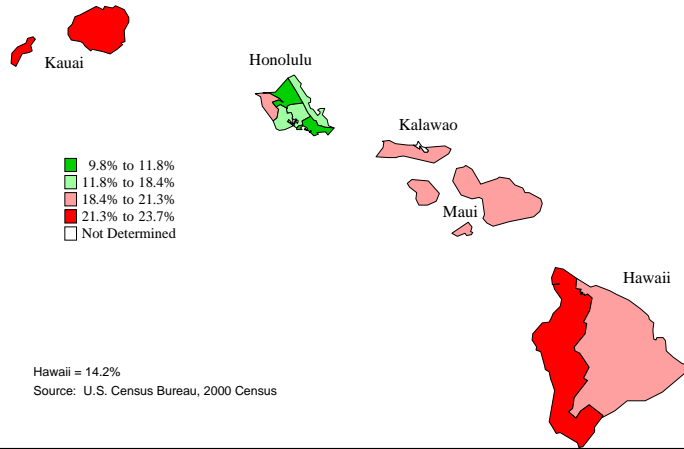 Kauai
Honolulu
Kalawao
Maui
Hawaii
9.8% to 11.8%
11.8% to 18.4%
18.4% to 21.3%
21.3% to 23.7%
Not Determined
Hawaii = 14.2%
Source: U.S. Census Bureau, 2000 Census